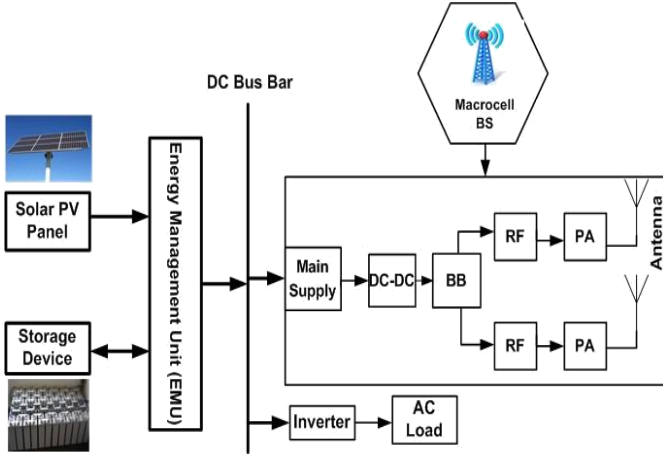 Macrocell
BS
DC Bus Bar
Solar PV
Panel
Storage
Device
Energy Management Unit (EMU)
Main
Supply
DC-DC
BB
RF
PA
RF
PA
Antenna
Inverter
AC
Load